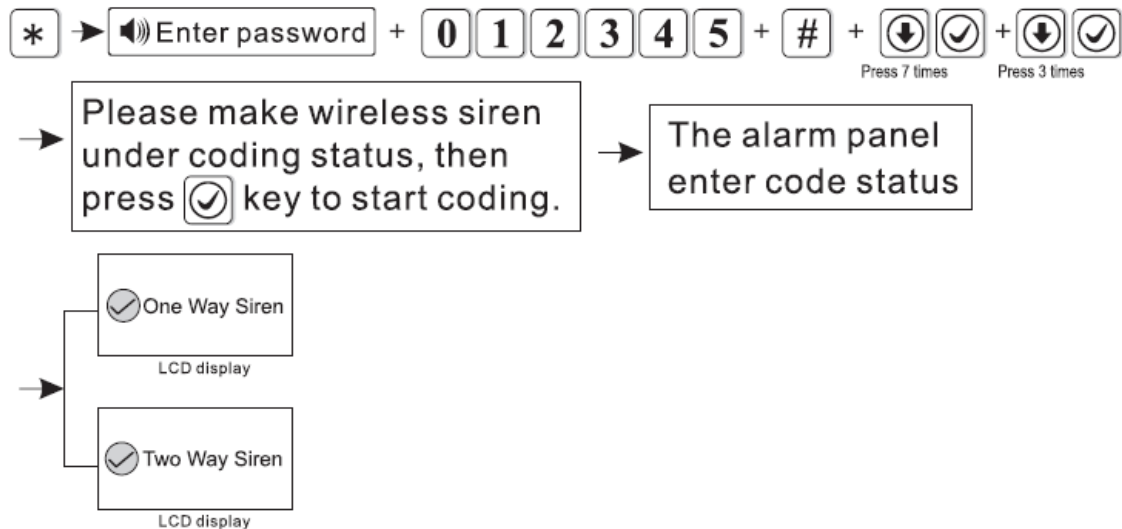 * Enter password + 0 1 2 3 4 5 + # + +
Press 7 times Press 3 times
Please make wireless siren
under coding status, then
press key to start coding.
The alarm panel
enter code status
One Way Siren
LCD display
Two Way Siren
LCD display